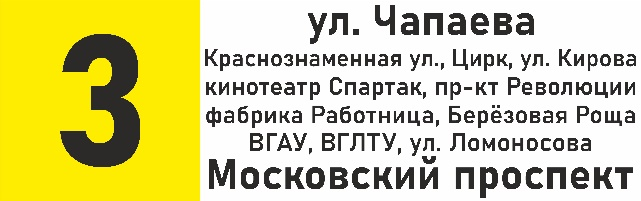 3
ул. Чапаева
Краснознаменная ул., Цирк, ул. Кирова
кинотеатр Спартак, пр-кт Революции
фабрика Работница, Берёзовая Роща
ВГАУ, ВГЛТУ, ул. Ломоносова
Московский проспект